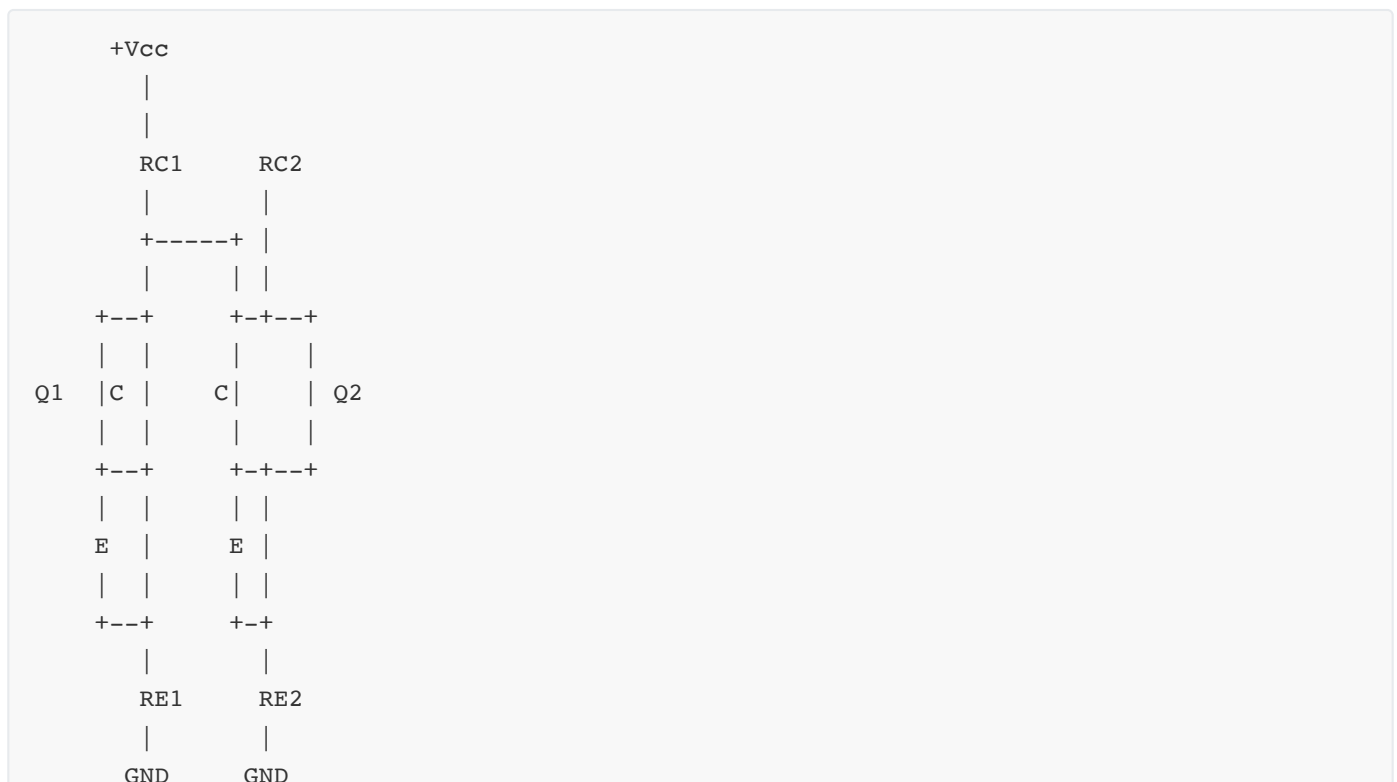 +Vcc
       |
       |
       RC1     RC2
       |       |
       +-----+ |
       |     | |
    +--+     +-+--+
    |  |     |    |
Q1  |C |    C|    | Q2
    |  |     |    |
    +--+     +-+--+
    |  |     | |
    E  |     E |
    |  |     | |
    +--+     +-+
       |       |
       RE1     RE2
       |       |
      GND     GND